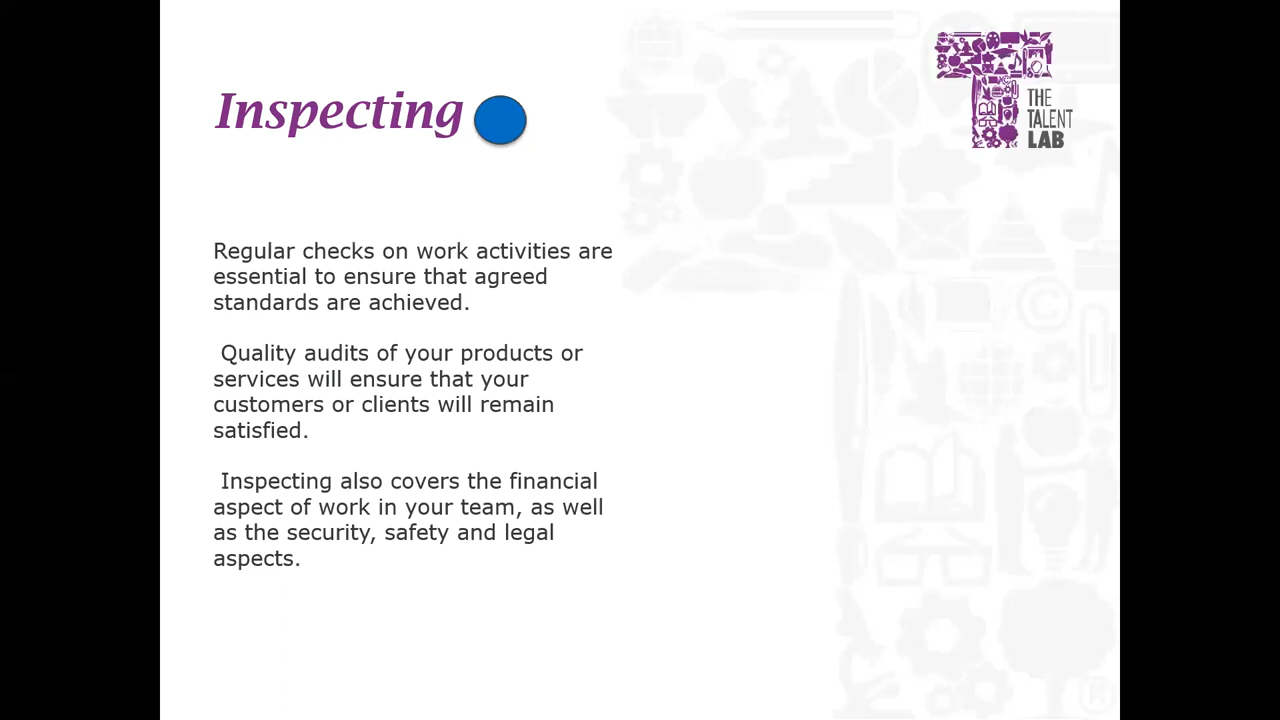 Inspecting
THE
TALENT
LAB
Regular checks on work activities are
essential to ensure that agreed
standards are achieved.
Quality audits of your products or
services will ensure that your
customers or clients will remain
satisfied.
Inspecting also covers the financial
aspect of work in your team, as well
as the security, safety and legal
aspects.